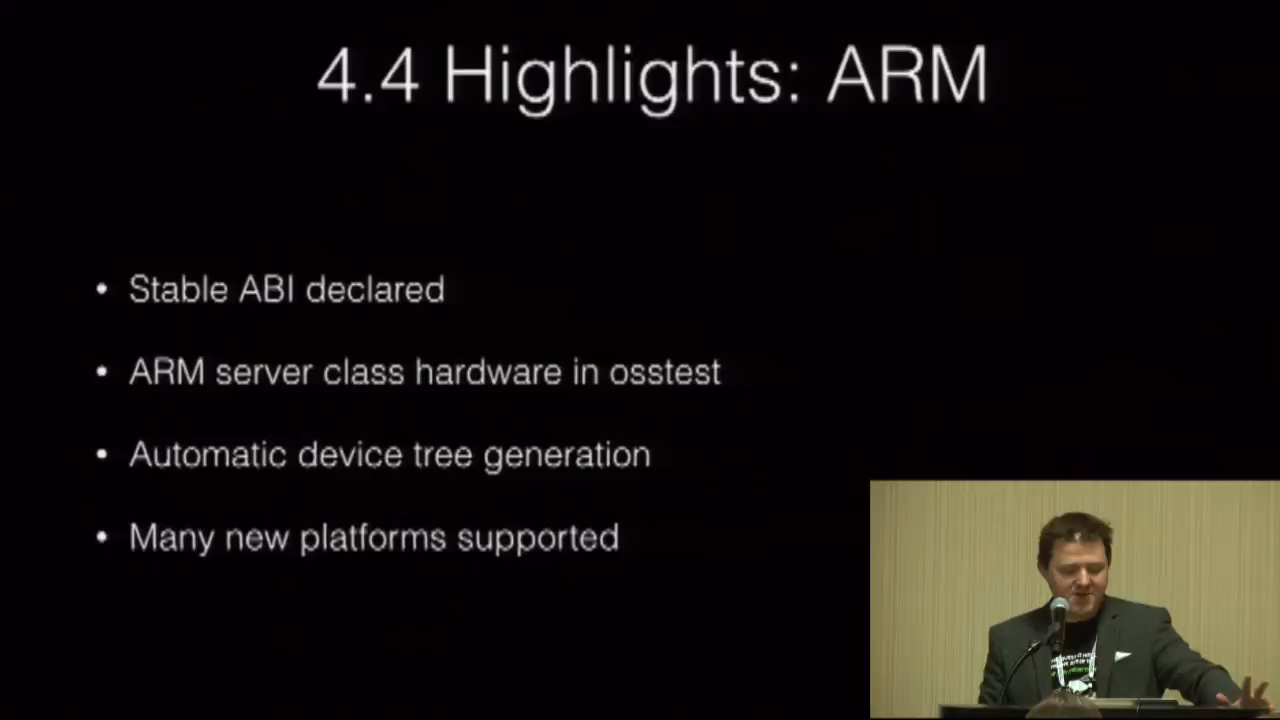 4.4 Highlights: ARM
• Stable ABI declared
• ARM server class hardware in osstest
• Automatic device tree generation
• Many new platforms supported